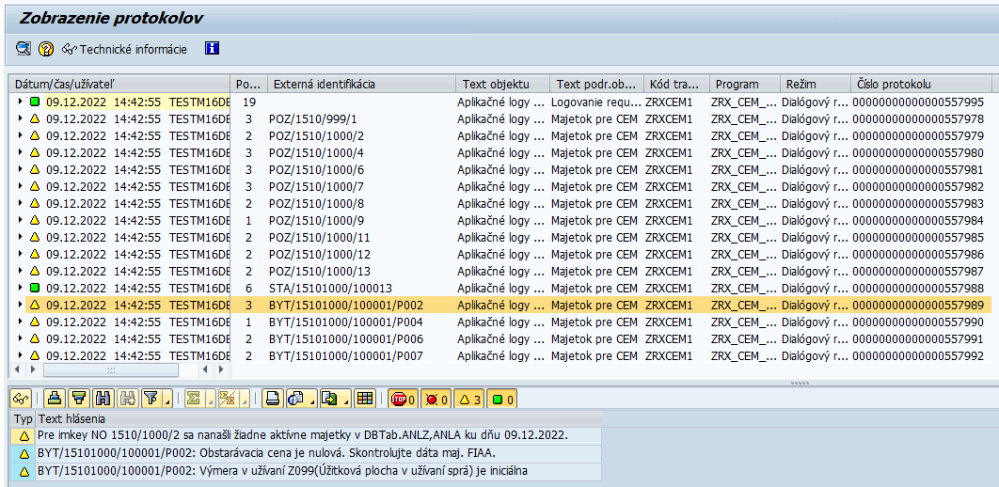 Zobrazenie protokolov
Technické informácie
Dátum/čas/užívateľ Po... Externá identifikácia Text objektu Text podr.ob... Kód tra... Program Režim Číslo protokolu
09.12.2022 14:42:55 TESTM16DE 19 Aplikačné logy ... Logovanie requ... ZRXCEM1 ZRX_CEM_... Dialógový r... 00000000000000557995
09.12.2022 14:42:55 TESTM16DE 3 POZ/1510/999/1 Aplikačné logy ... Majetok pre CEM ZRXCEM1 ZRX_CEM_... Dialógový r... 00000000000000557978
09.12.2022 14:42:55 TESTM16DE 2 POZ/1510/1000/2 Aplikačné logy ... Majetok pre CEM ZRXCEM1 ZRX_CEM_... Dialógový r... 00000000000000557979
09.12.2022 14:42:55 TESTM16DE 3 POZ/1510/1000/4 Aplikačné logy ... Majetok pre CEM ZRXCEM1 ZRX_CEM_... Dialógový r... 00000000000000557980
09.12.2022 14:42:55 TESTM16DE 3 POZ/1510/1000/6 Aplikačné logy ... Majetok pre CEM ZRXCEM1 ZRX_CEM_... Dialógový r... 00000000000000557981
09.12.2022 14:42:55 TESTM16DE 3 POZ/1510/1000/7 Aplikačné logy ... Majetok pre CEM ZRXCEM1 ZRX_CEM_... Dialógový r... 00000000000000557982
09.12.2022 14:42:55 TESTM16DE 2 POZ/1510/1000/8 Aplikačné logy ... Majetok pre CEM ZRXCEM1 ZRX_CEM_... Dialógový r... 00000000000000557983
09.12.2022 14:42:55 TESTM16DE 1 POZ/1510/1000/9 Aplikačné logy ... Majetok pre CEM ZRXCEM1 ZRX_CEM_... Dialógový r... 00000000000000557984
09.12.2022 14:42:55 TESTM16DE 2 POZ/1510/1000/11 Aplikačné logy ... Majetok pre CEM ZRXCEM1 ZRX_CEM_... Dialógový r... 00000000000000557985
09.12.2022 14:42:55 TESTM16DE 2 POZ/1510/1000/12 Aplikačné logy ... Majetok pre CEM ZRXCEM1 ZRX_CEM_... Dialógový r... 00000000000000557986
09.12.2022 14:42:55 TESTM16DE 2 POZ/1510/1000/13 Aplikačné logy ... Majetok pre CEM ZRXCEM1 ZRX_CEM_... Dialógový r... 00000000000000557987
09.12.2022 14:42:55 TESTM16DE 6 STA/15101000/100013 Aplikačné logy ... Majetok pre CEM ZRXCEM1 ZRX_CEM_... Dialógový r... 00000000000000557988
09.12.2022 14:42:55 TESTM16DE 3 BYT/15101000/100001/P002 Aplikačné logy ... Majetok pre CEM ZRXCEM1 ZRX_CEM_... Dialógový r... 00000000000000557989
09.12.2022 14:42:55 TESTM16DE 1 BYT/15101000/100001/P004 Aplikačné logy ... Majetok pre CEM ZRXCEM1 ZRX_CEM_... Dialógový r... 00000000000000557990
09.12.2022 14:42:55 TESTM16DE 2 BYT/15101000/100001/P006 Aplikačné logy ... Majetok pre CEM ZRXCEM1 ZRX_CEM_... Dialógový r... 00000000000000557991
09.12.2022 14:42:55 TESTM16DE 2 BYT/15101000/100001/P007 Aplikačné logy ... Majetok pre CEM ZRXCEM1 ZRX_CEM_... Dialógový r... 00000000000000557992
STOP 0 0 3 0
Typ Text hlásenia
Pre imkey NO 1510/1000/2 sa nanašli žiadne aktívne majetky v DBTab.ANLZ,ANLA ku dňu 09.12.2022.
BYT/15101000/100001/P002: Obstarávacia cena je nulová. Skontrolujte dáta maj. FIAA.
BYT/15101000/100001/P002: Výmera v užívaní Z099(Úžitková plocha v užívaní sprá) je iniciálna